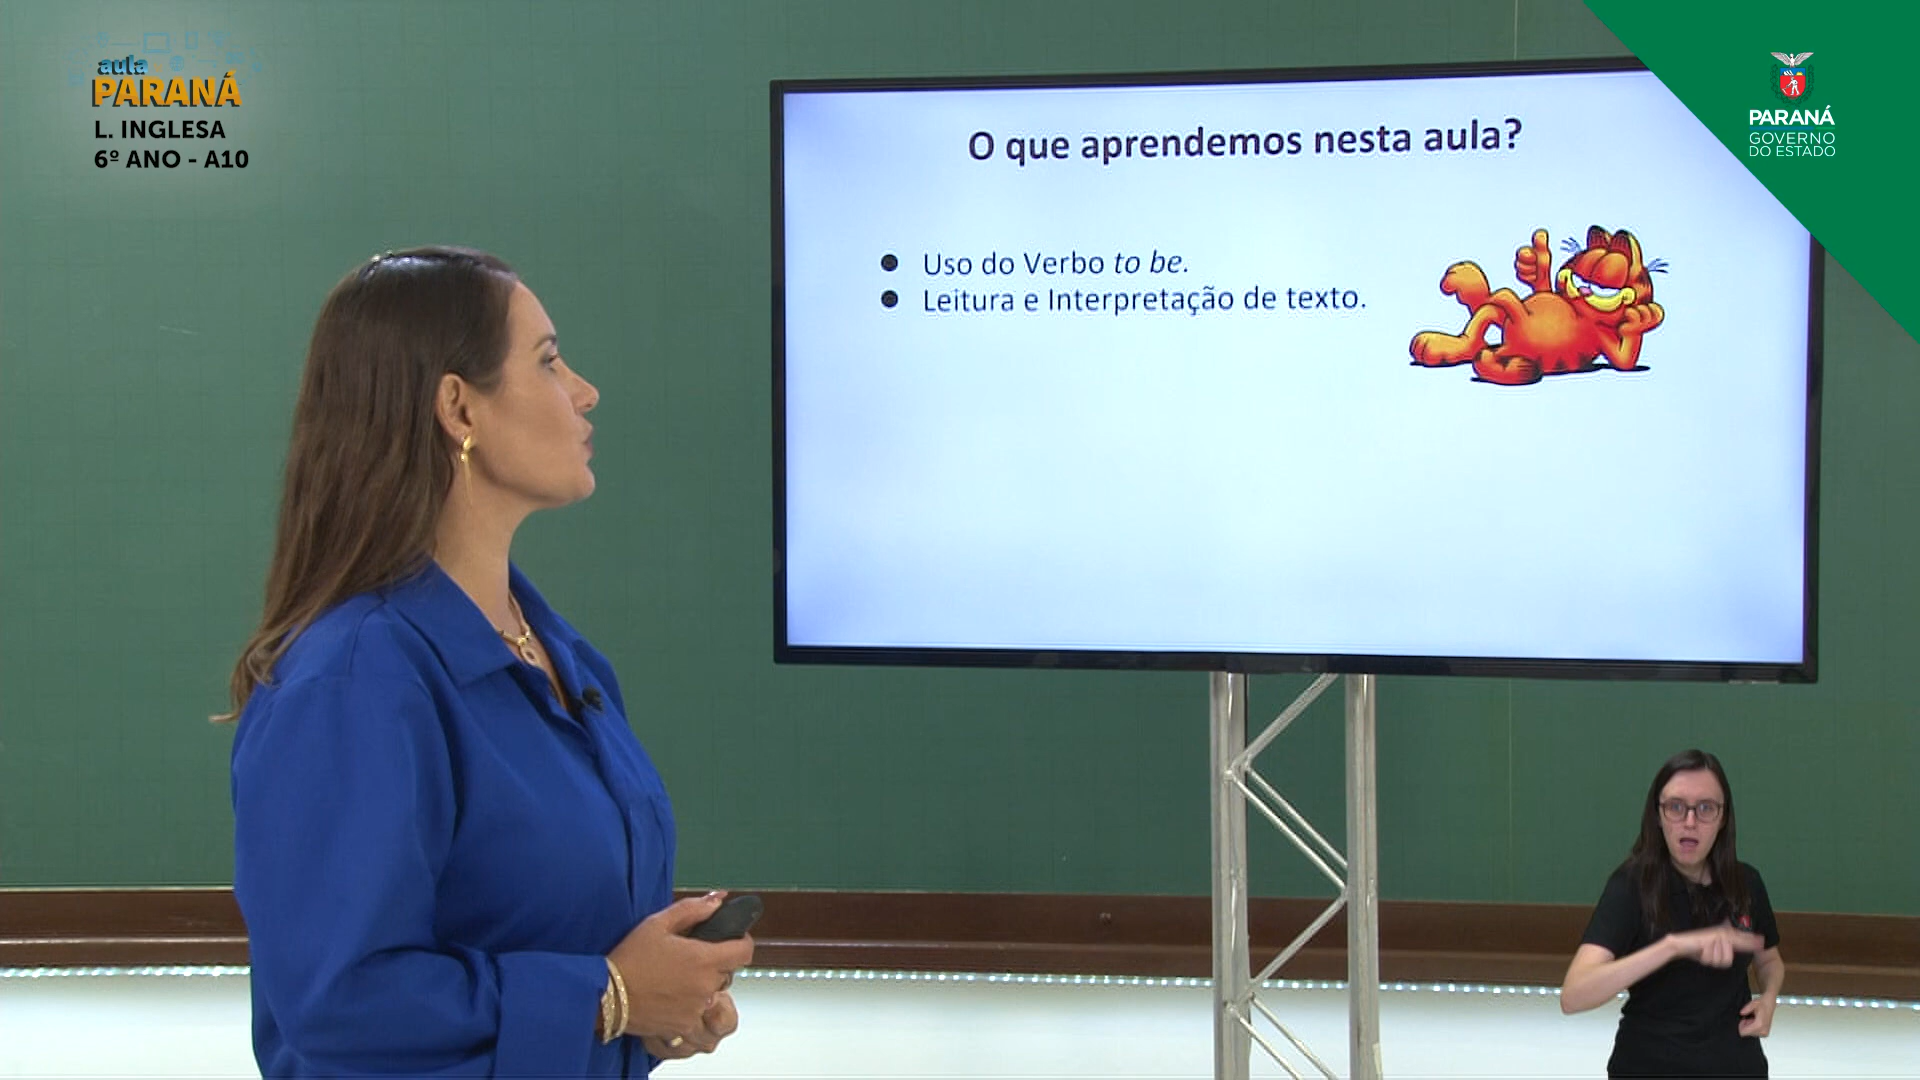 aula
PARANÁ
L. INGLESA
6º ANO - A10
O que aprendemos nesta aula?
● Uso do Verbo to be.
● Leitura e Interpretação de texto.
PARANÁ
GOVERNO
DO ESTADO